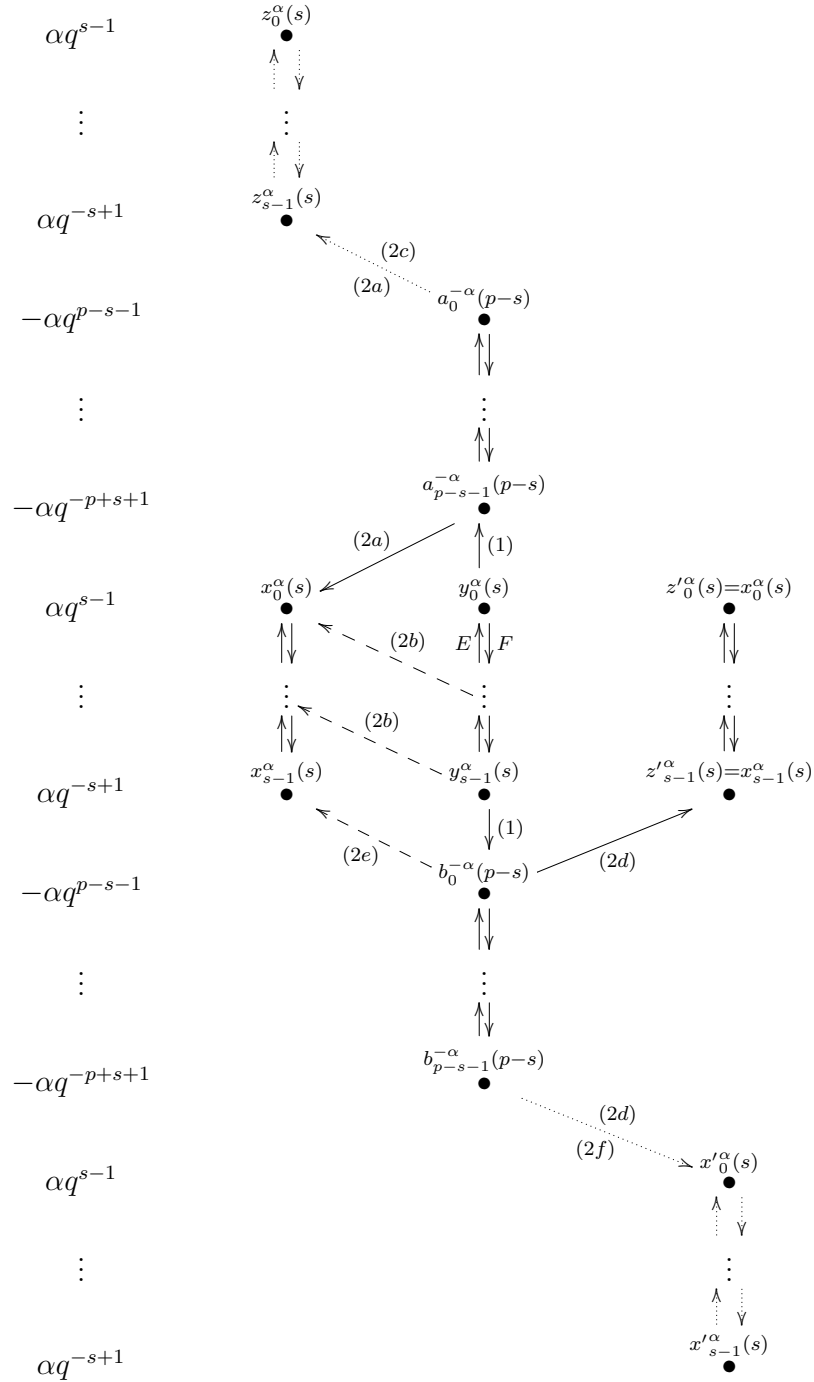 αq^{s−1} z_0^α(s)
⋮ ⋮
z_{s−1}^α(s)
αq^{−s+1}
(2c)
(2a)
a_0^{−α}(p−s)
−αq^{p−s−1}
⋮ ⋮
a_{p−s−1}^{−α}(p−s)
−αq^{−p+s+1}
(2a) (1)
αq^{s−1} x_0^α(s) y_0^α(s) z'_0^α(s)=x_0^α(s)
(2b) E F
⋮ ⋮ ⋮ ⋮
(2b)
αq^{−s+1} x_{s−1}^α(s) y_{s−1}^α(s) z'_{s−1}^α(s)=x_{s−1}^α(s)
(1)
(2e) (2d)
−αq^{p−s−1} b_0^{−α}(p−s)
⋮ ⋮
b_{p−s−1}^{−α}(p−s)
−αq^{−p+s+1}
(2d)
(2f)
αq^{s−1} x'_0^α(s)
⋮ ⋮
αq^{−s+1} x'_{s−1}^α(s)